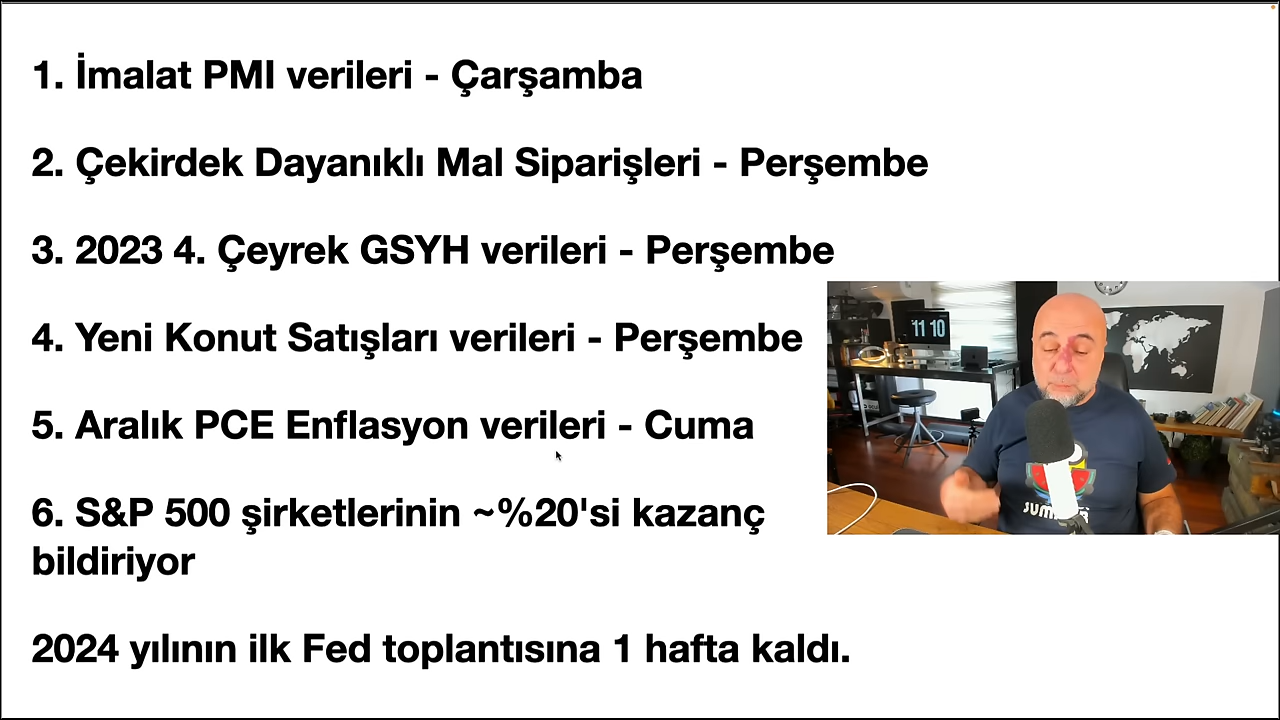 1. İmalat PMI verileri - Çarşamba
2. Çekirdek Dayanıklı Mal Siparişleri - Perşembe
3. 2023 4. Çeyrek GSYH verileri - Perşembe
4. Yeni Konut Satışları verileri - Perşembe
5. Aralık PCE Enflasyon verileri - Cuma
6. S&P 500 şirketlerinin ~%20'si kazanç
bildiriyor
2024 yılının ilk Fed toplantısına 1 hafta kaldı.
11 10